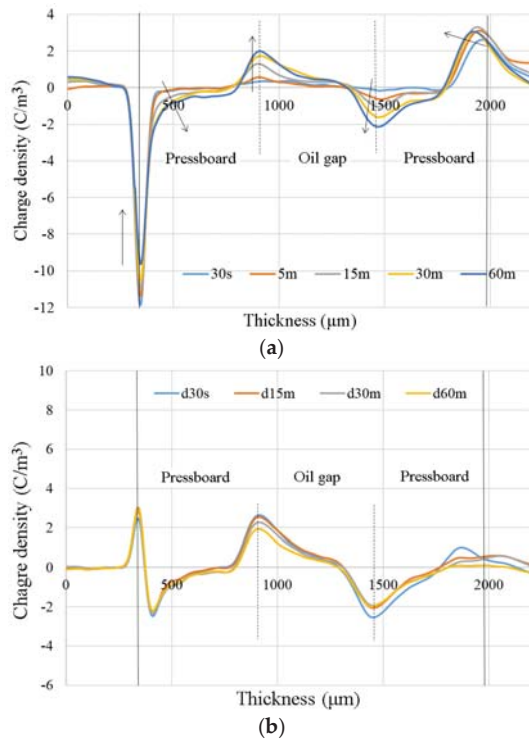 4
2
0
-2
-4
-6
-8
-10
-12
0 500 1000 1500 2000
Charge density (C/m³)
Pressboard Oil gap Pressboard
30s 5m 15m 30m 60m
Thickness (μm)
(a)
10
8
6
4
2
0
-2
-4
-6
0 500 1000 1500 2000
Chagre density (C/m³)
d30s d15m d30m d60m
Pressboard Oil gap Pressboard
Thickness (μm)
(b)